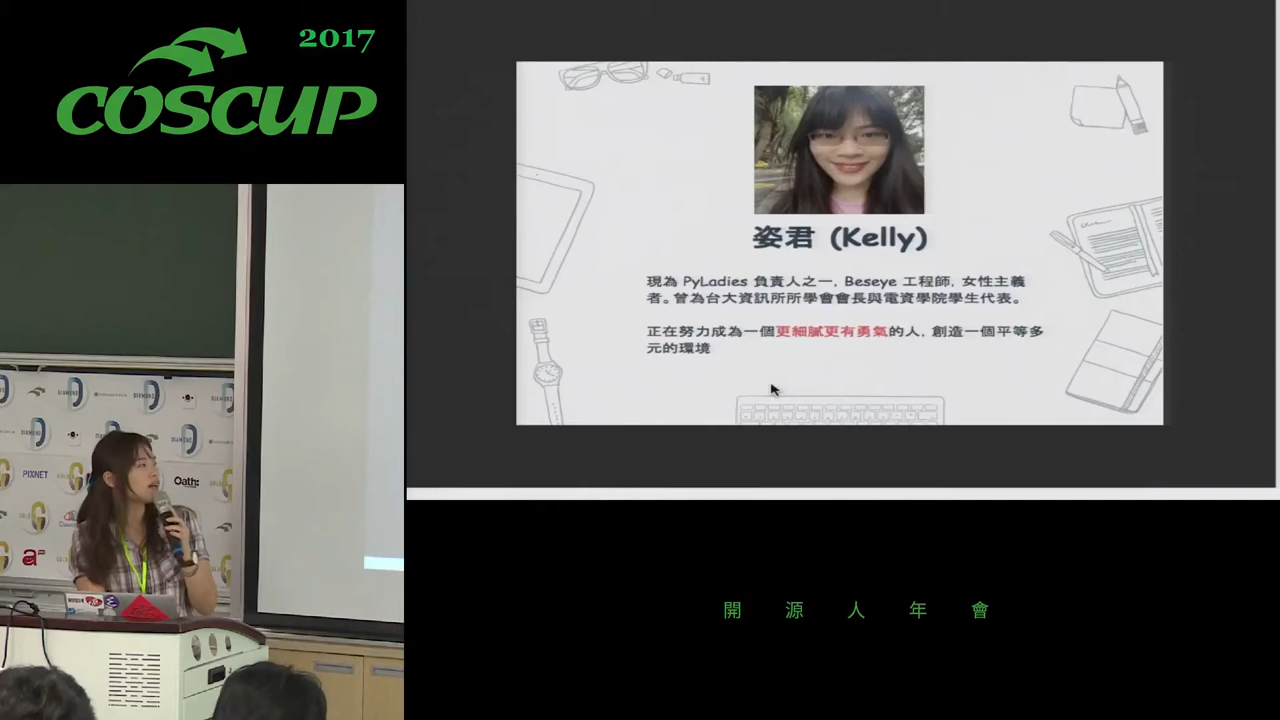 2017
COSCUP
姿君 (Kelly)
現為 PyLadies 負責人之一, Beseye 工程師, 女性主義
者。曾為台大資訊所所學會會長與電資學院學生代表。
正在努力成為一個更細膩更有勇氣的人, 創造一個平等多
元的環境
DIAMOND
PIXNET
Oath:
開源人年會